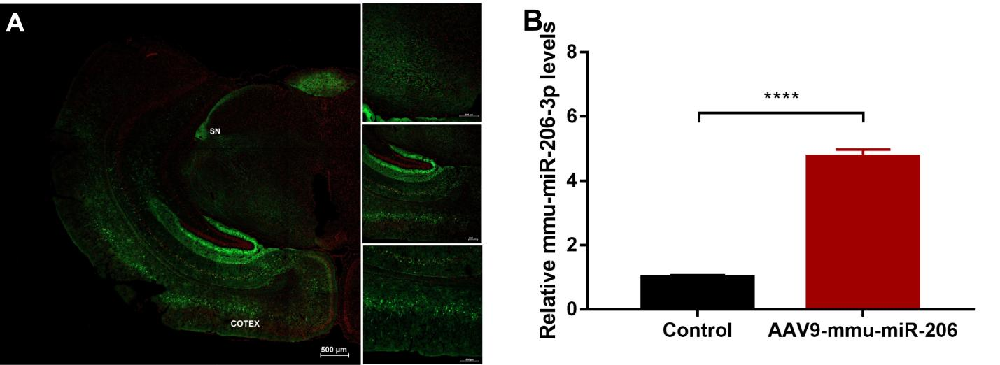 A
SN
COTEX
500 µm
B
Relative mmu-miR-206-3p levels
8
6
4
2
0
****
Control
AAV9-mmu-miR-206